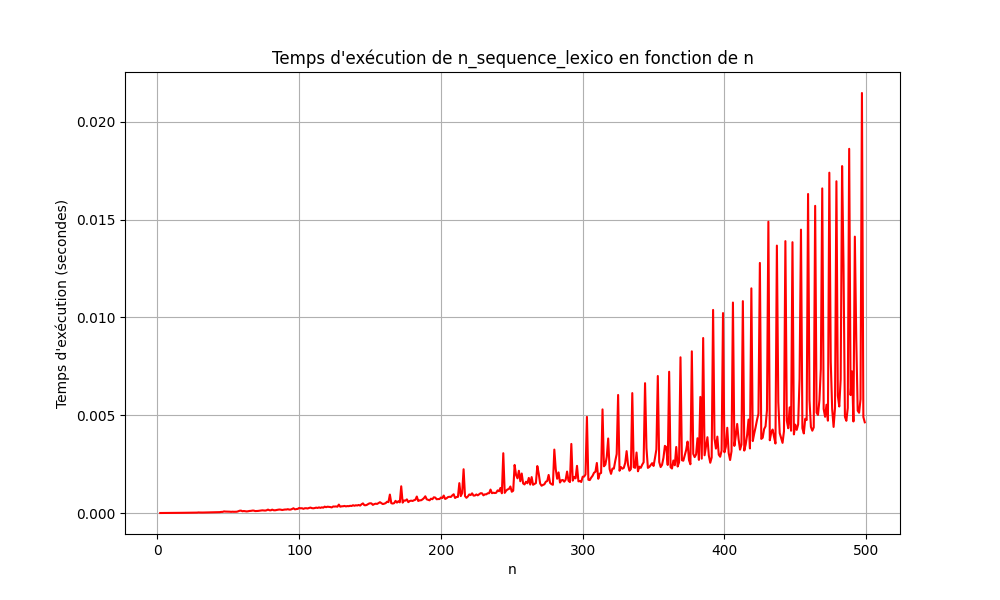 Temps d'exécution de n_sequence_lexico en fonction de n
Temps d'exécution (secondes)
0.020
0.015
0.010
0.005
0.000
0 100 200 300 400 500
n